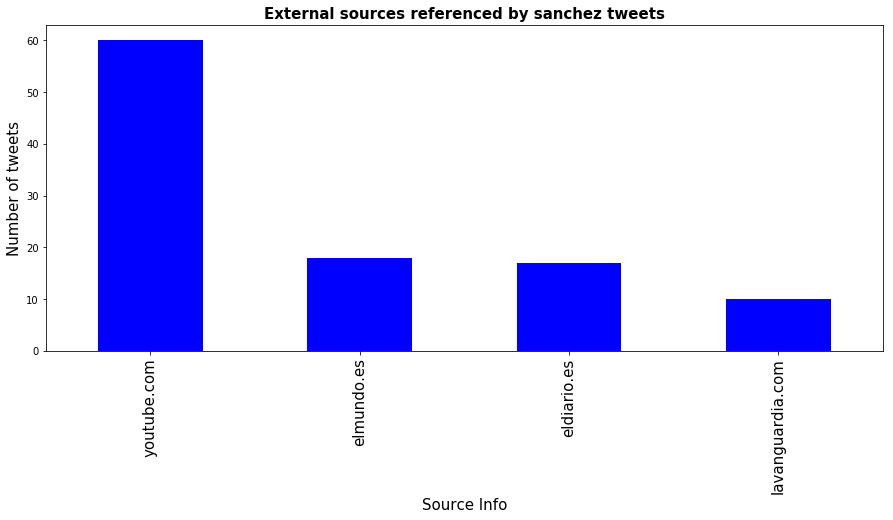 External sources referenced by sanchez tweets
Number of tweets
60
50
40
30
20
10
0
youtube.com
elmundo.es
eldiario.es
lavanguardia.com
Source Info